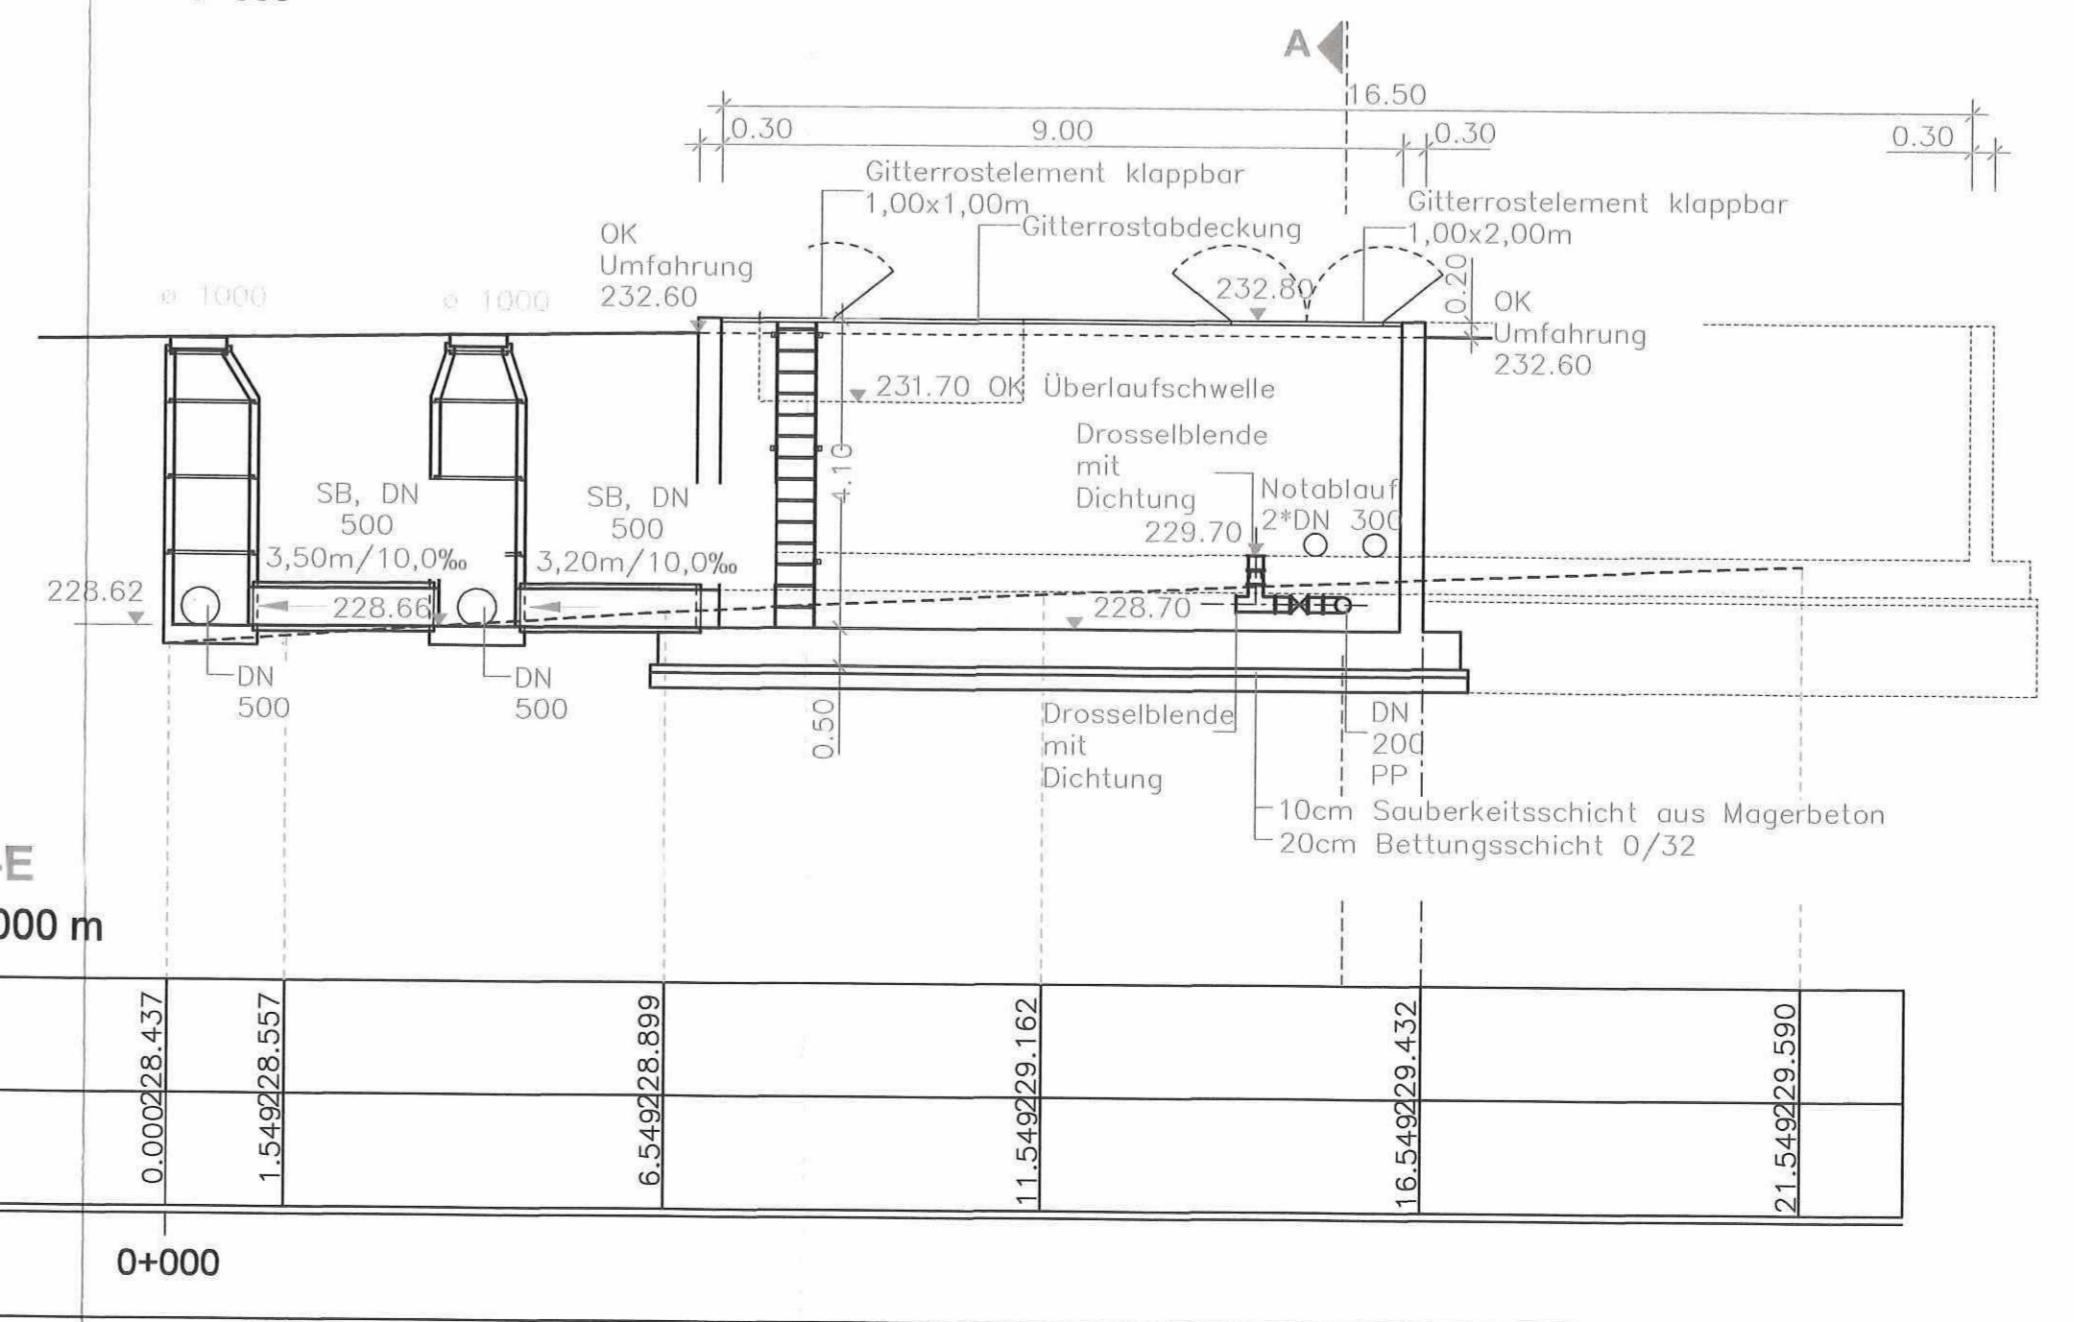 A
16.50
0.30
9.00
0.30
0.30
Gitterrostelement klappbar
1,00x1,00m
Gitterrostelement klappbar
1,00x2,00m
Gitterrostabdeckung
OK
Umfahrung
232.60
ø 1000
ø 1000
232.80
0.20
OK
Umfahrung
232.60
231.70 OK Überlaufschwelle
Drosselblende
mit
Dichtung
229.70
Notablauf
2*DN 300
4.10
SB, DN
500
3,50m/10,0‰
SB, DN
500
3,20m/10,0‰
228.62
228.66
228.70
DN
500
DN
500
0.50
Drosselblende
mit
Dichtung
DN
200
PP
10cm Sauberkeitsschicht aus Magerbeton
20cm Bettungsschicht 0/32
-E
000 m
228.437
228.557
228.899
229.162
229.432
229.590
0.000
1.549
6.549
11.549
16.549
21.549
0+000